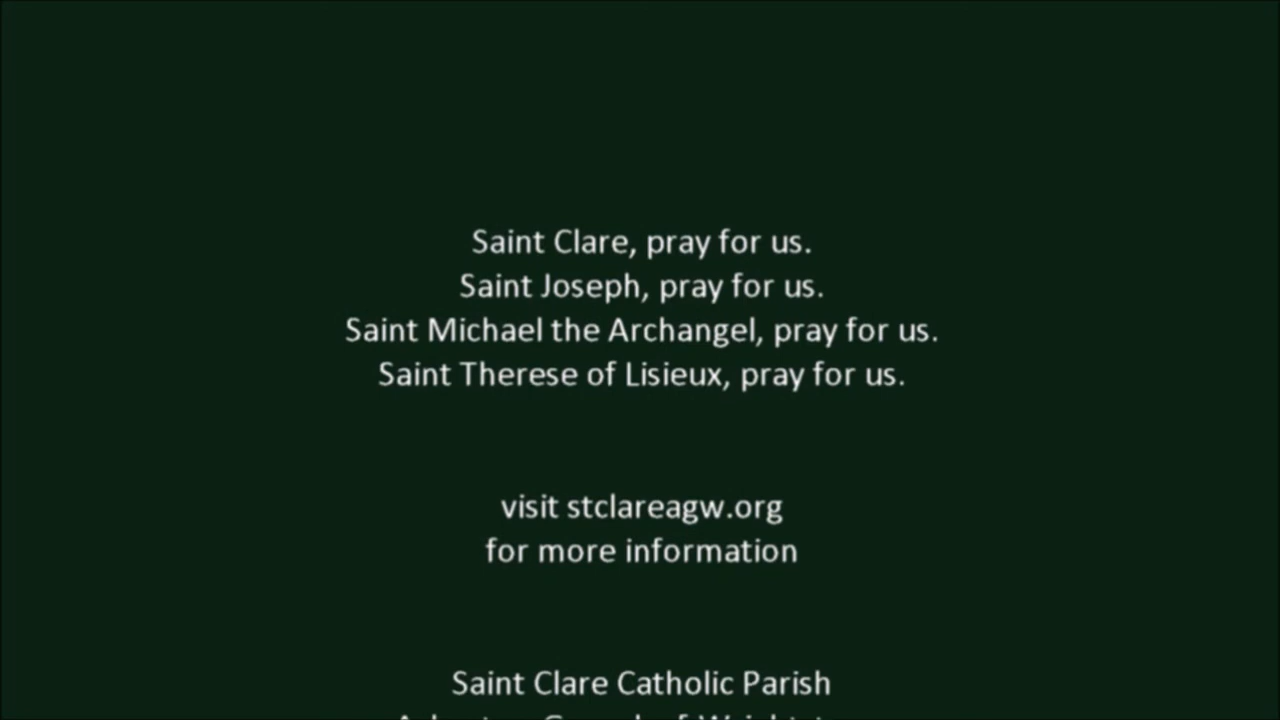 Saint Clare, pray for us.
Saint Joseph, pray for us.
Saint Michael the Archangel, pray for us.
Saint Therese of Lisieux, pray for us.
visit stclareagw.org
for more information
Saint Clare Catholic Parish